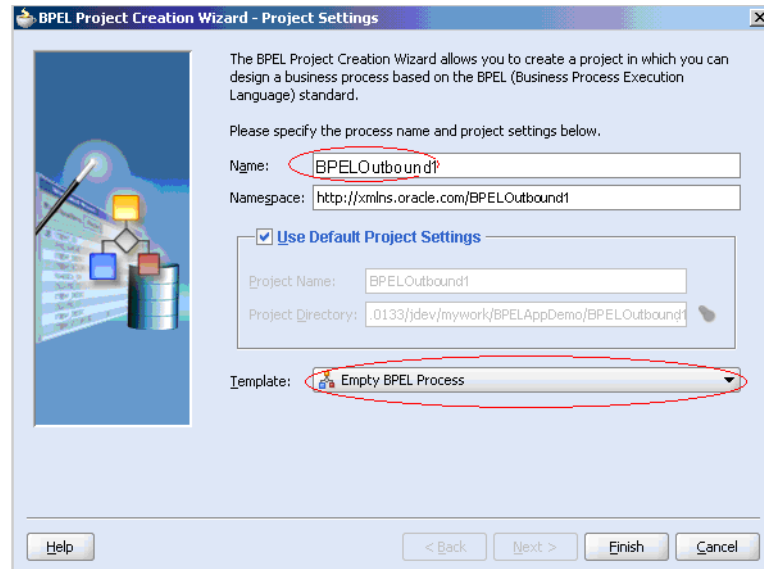 BPEL Project Creation Wizard - Project Settings
The BPEL Project Creation Wizard allows you to create a project in which you can
design a business process based on the BPEL (Business Process Execution
Language) standard.
Please specify the process name and project settings below.
Name: BPELOutbound1
Namespace: http://xmlns.oracle.com/BPELOutbound1
Use Default Project Settings
Project Name: BPELOutbound1
Project Directory: .0133/jdev/mywork/BPELAppDemo/BPELOutbound1
Template: Empty BPEL Process
Help < Back Next > Finish Cancel